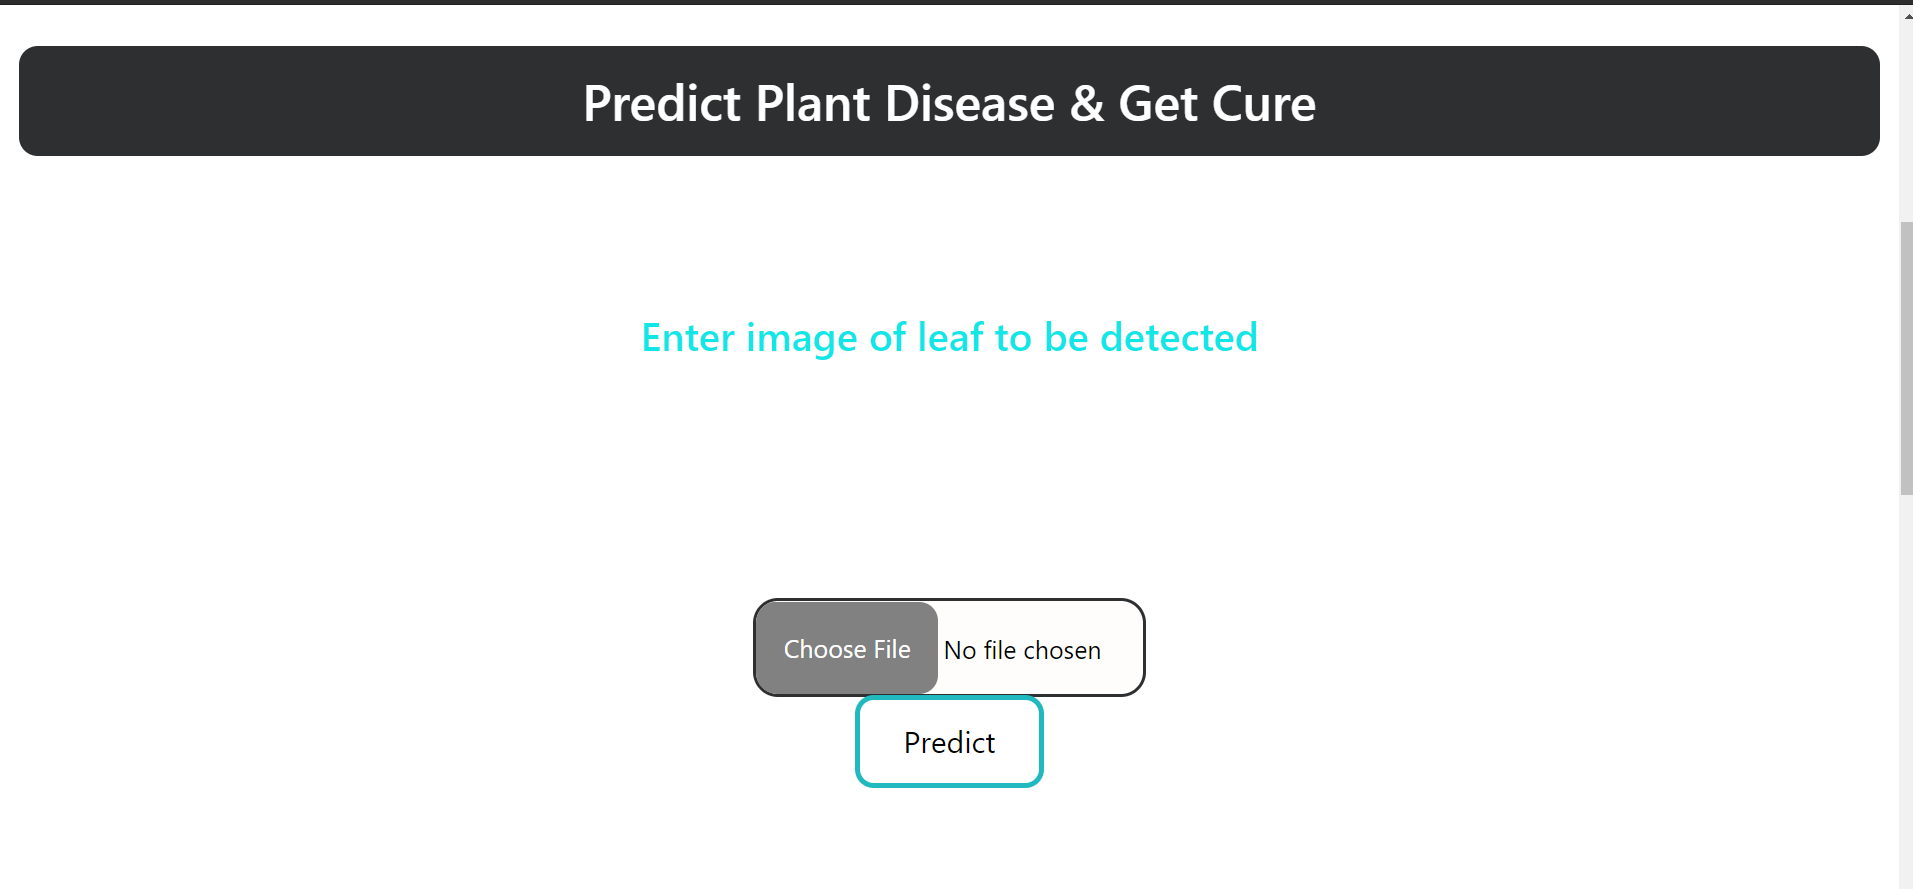 Predict Plant Disease & Get Cure
Enter image of leaf to be detected
Choose File No file chosen
Predict